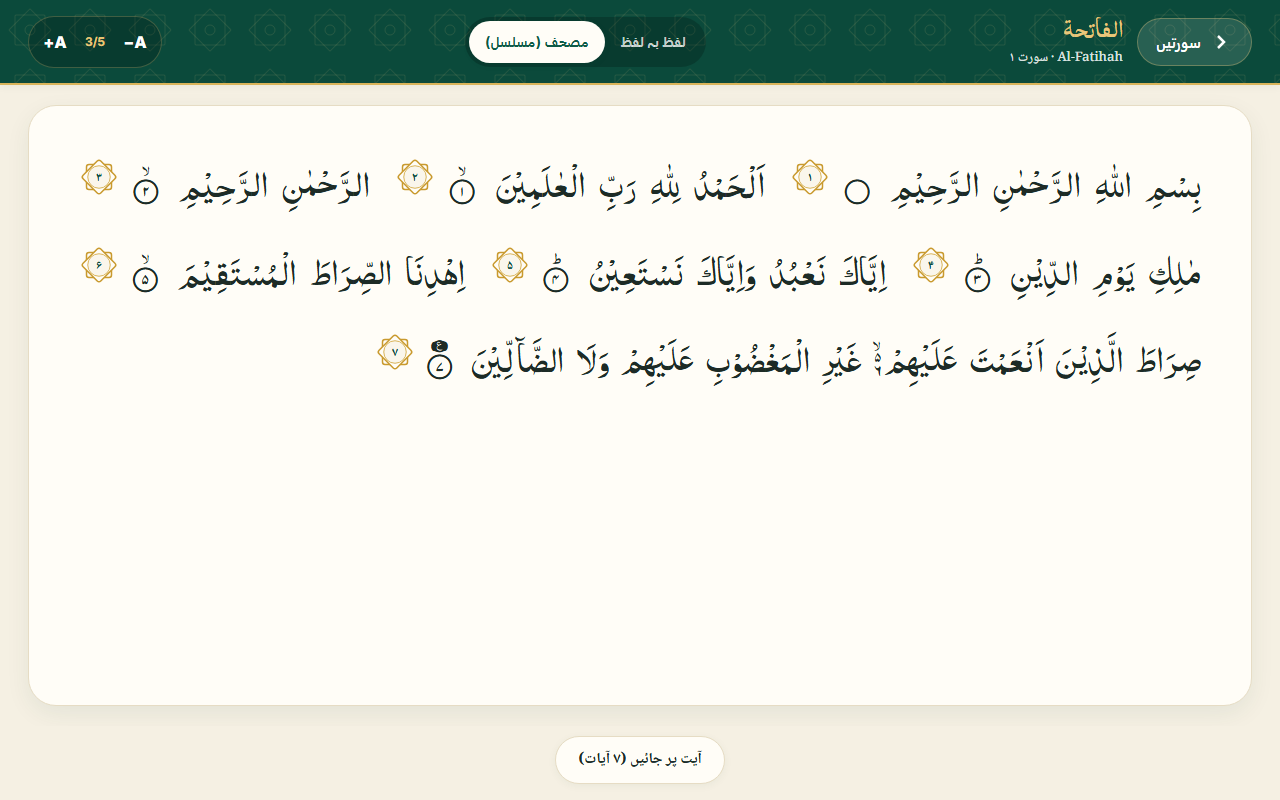 سورتیں
الفاتحة
Al-Fatihah · سورت ۱
لفظ بہ لفظ
مصحف (مسلسل)
A−
3/5
A+
بِسْمِ اللّٰهِ الرَّحْمٰنِ الرَّحِيْمِ ۝ ۱ اَلْحَمْدُ لِلّٰهِ رَبِّ الْعٰلَمِيْنَ ۙ‏﴿۱﴾ ۲ الرَّحْمٰنِ الرَّحِيْمِ ۙ‏﴿۲﴾ ۳
مٰلِكِ يَوْمِ الدِّيْنِ ؕ‏﴿۳﴾ ۴ اِيَّاكَ نَعْبُدُ وَاِيَّاكَ نَسْتَعِيْنُ ؕ‏﴿۴﴾ ۵ اِهْدِنَا الصِّرَاطَ الْمُسْتَقِيْمَ ۙ‏﴿۵﴾ ۶
صِرَاطَ الَّذِيْنَ اَنْعَمْتَ عَلَيْهِمْ ۙ غَيْرِ الْمَغْضُوْبِ عَلَيْهِمْ وَلَا الضَّآلِّيْنَ ﴿۷﴾ ع ۷
آیت پر جائیں (۷ آیات)